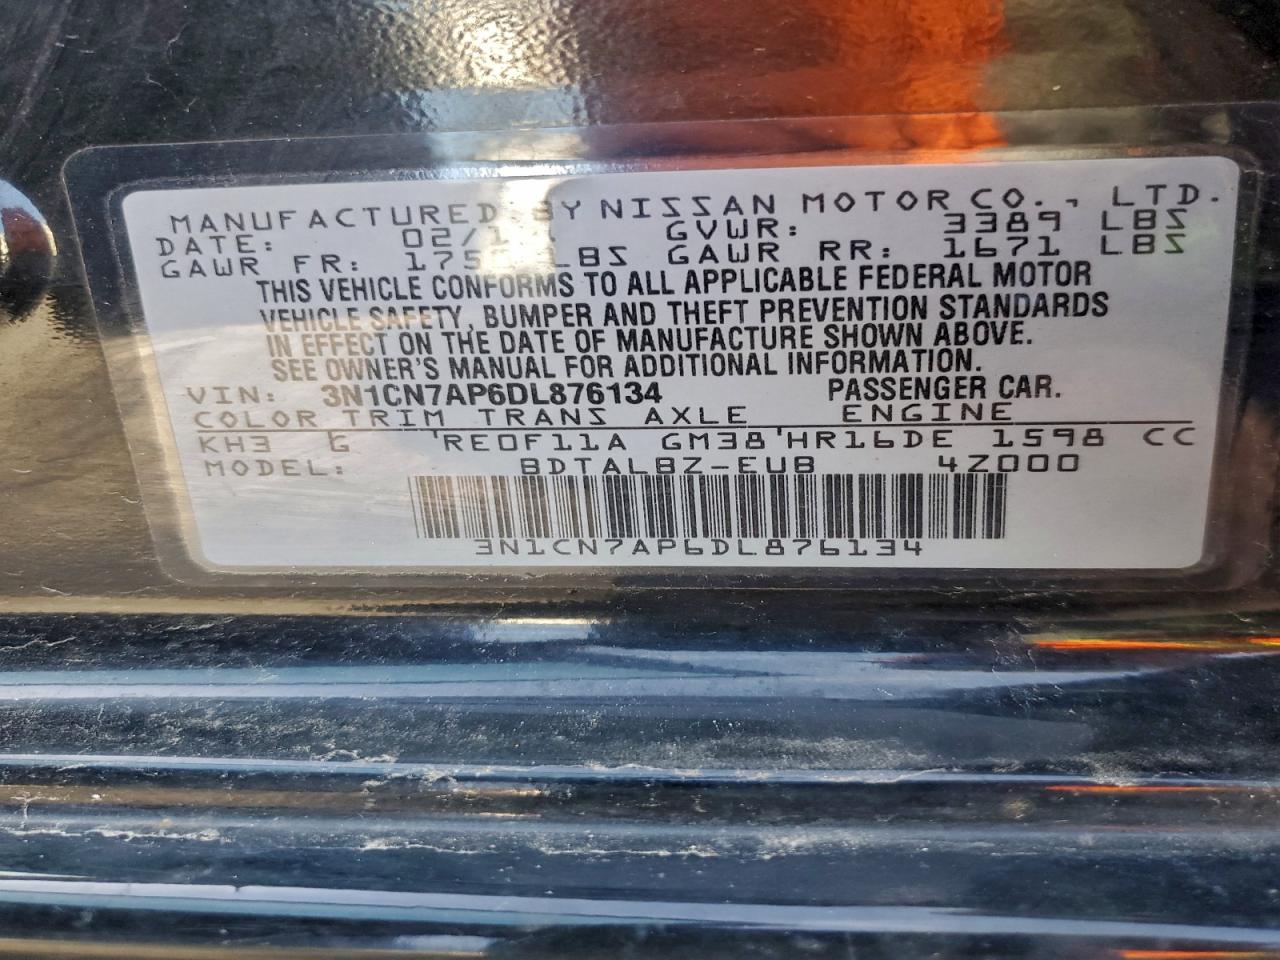 MANUFACTURED BY NISSAN MOTOR CO., LTD.
DATE: GVWR: 3389 LBS
GAWR FR: LBS GAWR RR: 1671 LBS
THIS VEHICLE CONFORMS TO ALL APPLICABLE FEDERAL MOTOR
VEHICLE SAFETY, BUMPER AND THEFT PREVENTION STANDARDS
IN EFFECT ON THE DATE OF MANUFACTURE SHOWN ABOVE.
SEE OWNER'S MANUAL FOR ADDITIONAL INFORMATION.
VIN: 3N1CN7AP6DL876134 PASSENGER CAR.
COLOR TRIM TRANS AXLE ENGINE
KH3 G 'RE0F11A GM38'HR16DE 1598 CC
MODEL: BDTALBZ-EUB 4Z000
3N1CN7AP6DL876134